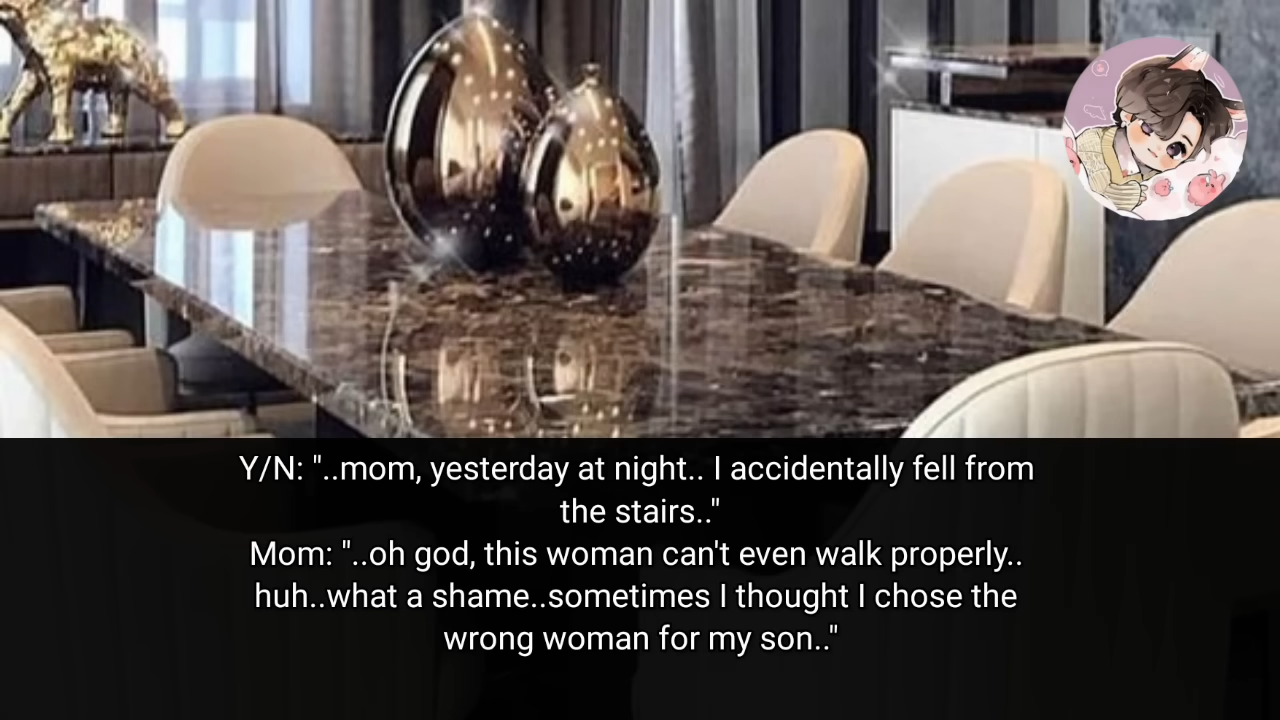 Y/N: "..mom, yesterday at night.. I accidentally fell from
the stairs.."
Mom: "..oh god, this woman can't even walk properly..
huh..what a shame..sometimes I thought I chose the
wrong woman for my son.."